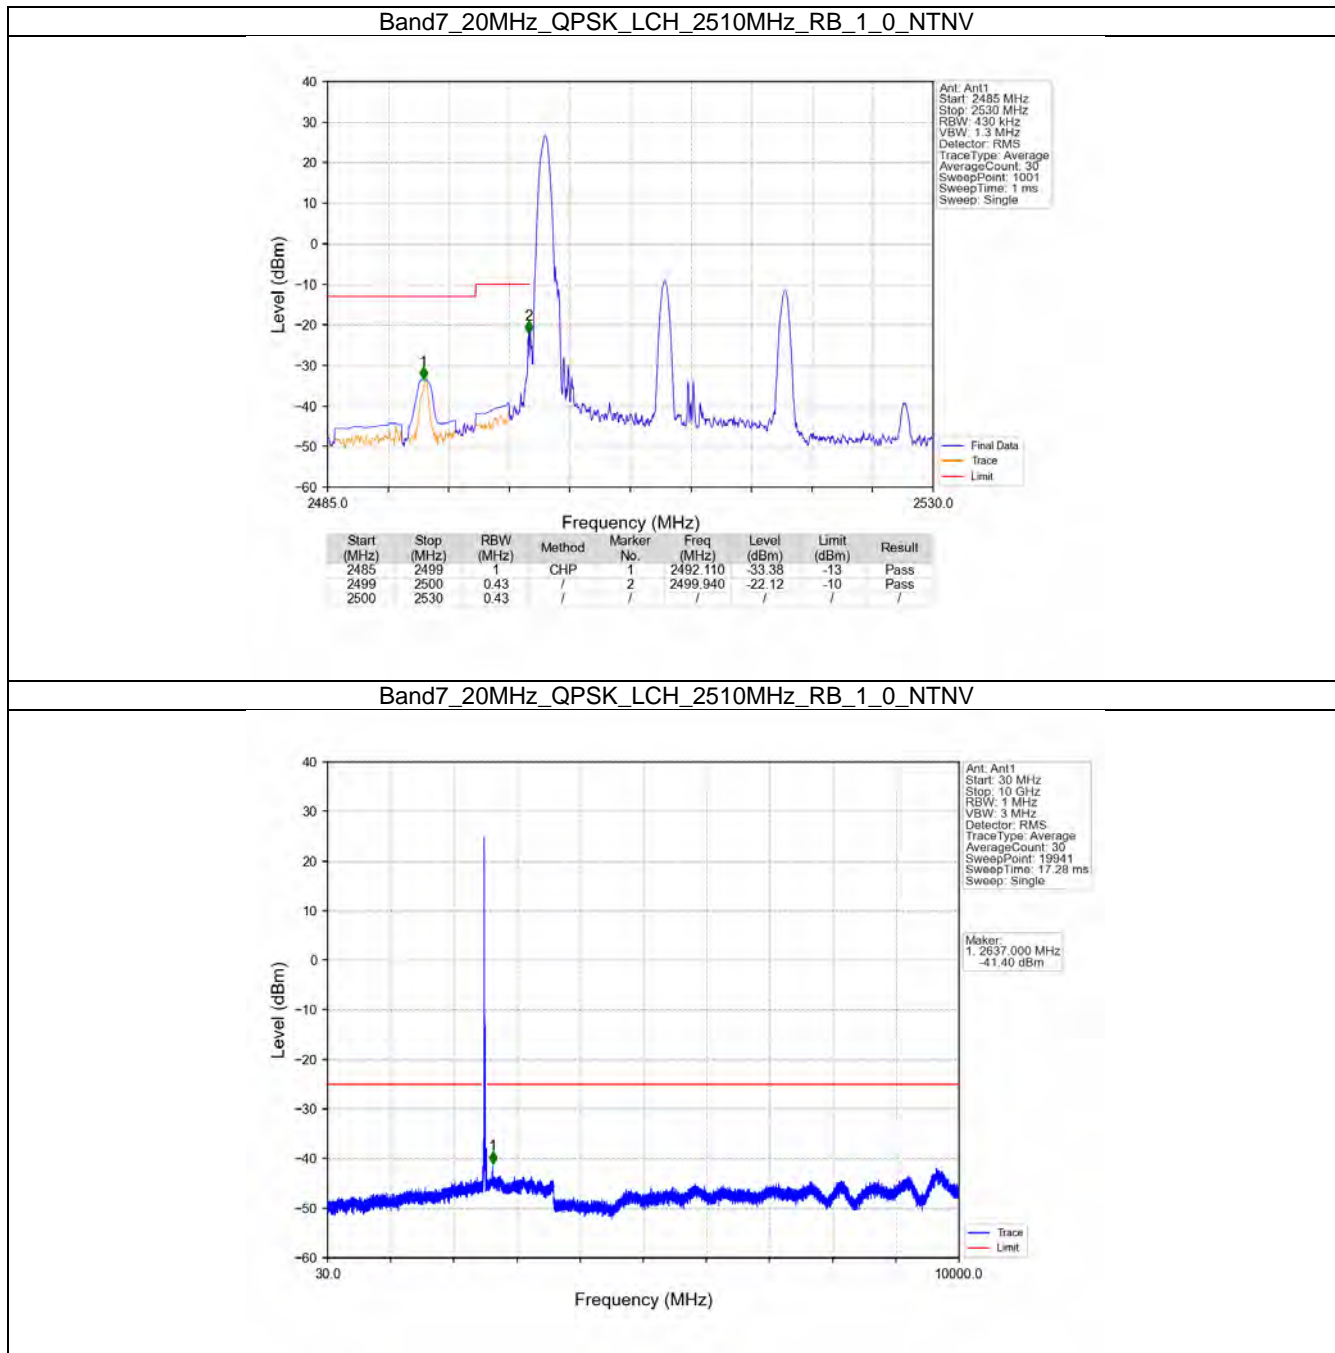 Band7_20MHz_QPSK_LCH_2510MHz_RB_1_0_NTNV
40
30
20
10
0
−10
−20
−30
−40
−50
−60
Level (dBm)
1
2
2485.0
2530.0
Frequency (MHz)
Ant: Ant1
Start: 2485 MHz
Stop: 2530 MHz
RBW: 430 kHz
VBW: 1.3 MHz
Detector: RMS
TraceType: Average
AverageCount: 30
SweepPoint: 1001
SweepTime: 1 ms
Sweep: Single
Final Data
Trace
Limit
Start (MHz) Stop (MHz) RBW (MHz) Method Marker No. Freq (MHz) Level (dBm) Limit (dBm) Result
2485 2499 1 CHP 1 2492.110 -33.38 -13 Pass
2499 2500 0.43 / 2 2499.940 -22.12 -10 Pass
2500 2530 0.43 / / / / / /
Band7_20MHz_QPSK_LCH_2510MHz_RB_1_0_NTNV
40
30
20
10
0
−10
−20
−30
−40
−50
−60
Level (dBm)
1
30.0
10000.0
Frequency (MHz)
Ant: Ant1
Start: 30 MHz
Stop: 10 GHz
RBW: 1 MHz
VBW: 3 MHz
Detector: RMS
TraceType: Average
AverageCount: 30
SweepPoint: 19941
SweepTime: 17.28 ms
Sweep: Single
Maker:
1. 2637.000 MHz
-41.40 dBm
Trace
Limit